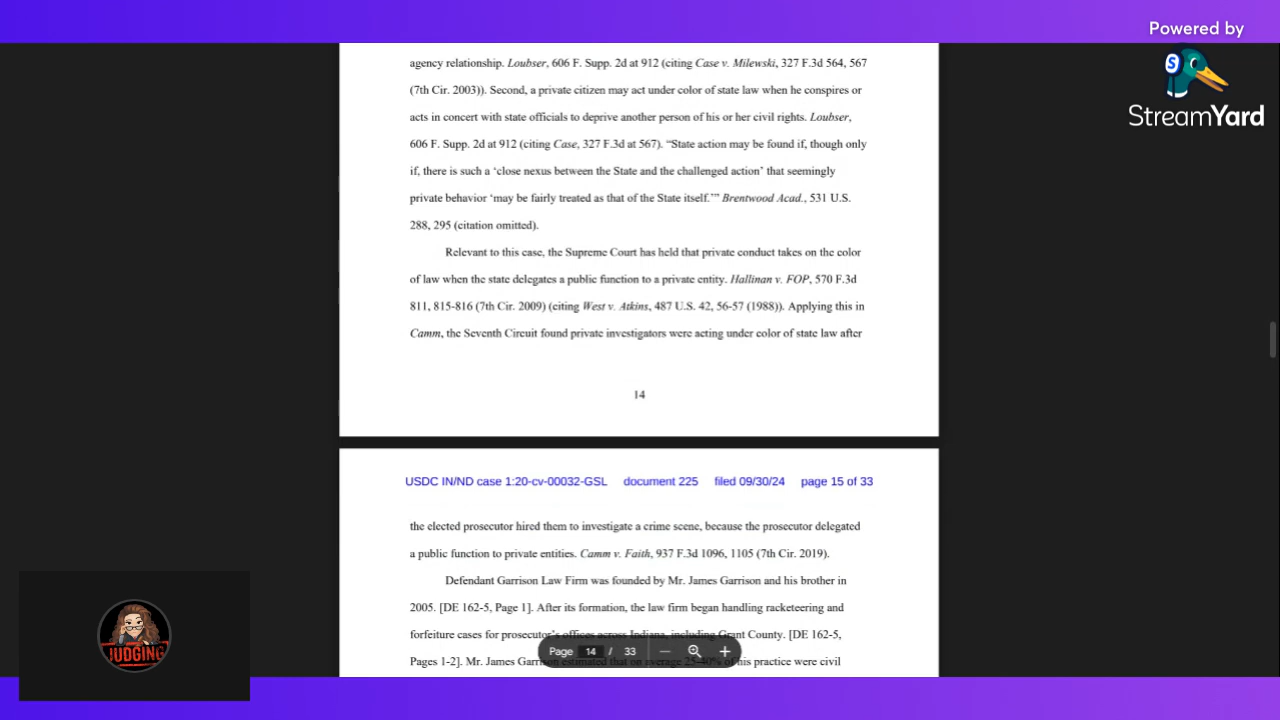 Powered by
StreamYard
agency relationship. Loubser, 606 F. Supp. 2d at 912 (citing Case v. Milewski, 327 F.3d 564, 567
(7th Cir. 2003)). Second, a private citizen may act under color of state law when he conspires or
acts in concert with state officials to deprive another person of his or her civil rights. Loubser,
606 F. Supp. 2d at 912 (citing Case, 327 F.3d at 567). “State action may be found if, though only
if, there is such a ‘close nexus between the State and the challenged action’ that seemingly
private behavior ‘may be fairly treated as that of the State itself.’” Brentwood Acad., 531 U.S.
288, 295 (citation omitted).
Relevant to this case, the Supreme Court has held that private conduct takes on the color
of law when the state delegates a public function to a private entity. Hallinan v. FOP, 570 F.3d
811, 815-816 (7th Cir. 2009) (citing West v. Atkins, 487 U.S. 42, 56-57 (1988)). Applying this in
Camm, the Seventh Circuit found private investigators were acting under color of state law after
14
USDC IN/ND case 1:20-cv-00032-GSL document 225 filed 09/30/24 page 15 of 33
the elected prosecutor hired them to investigate a crime scene, because the prosecutor delegated
a public function to private entities. Camm v. Faith, 937 F.3d 1096, 1105 (7th Cir. 2019).
Defendant Garrison Law Firm was founded by Mr. James Garrison and his brother in
2005. [DE 162-5, Page 1]. After its formation, the law firm began handling racketeering and
forfeiture cases for prosecutor’s offices across Indiana, including Grant County. [DE 162-5,
Pages 1-2]. Mr. James Garrison estimated that on average 25-40% of his practice were civil
Page 14 / 33
JUDGING